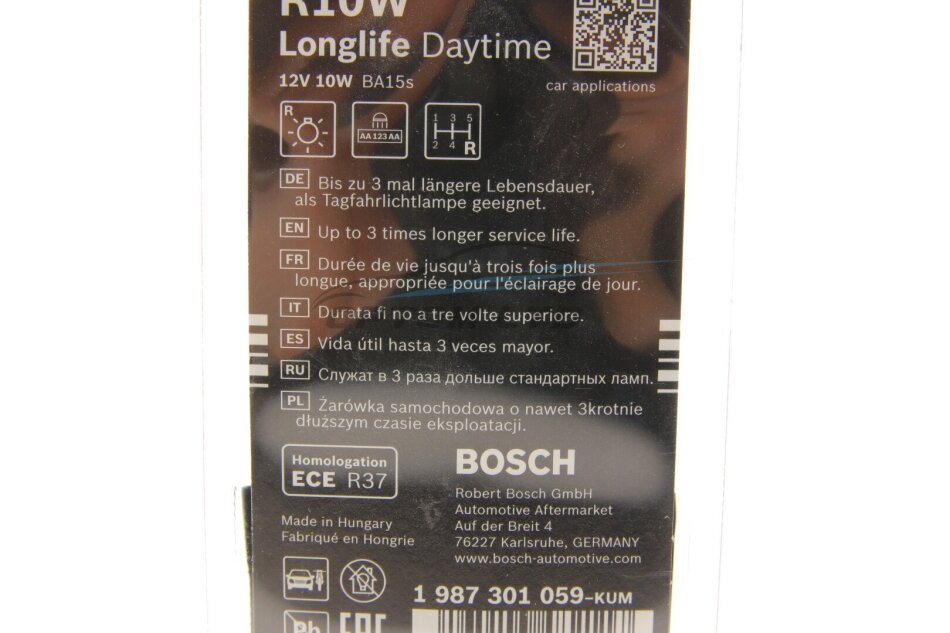 R10W
Longlife Daytime
12V 10W BA15s
car applications
R
AA 123 AA
1 3 5
2 4 R
DE Bis zu 3 mal längere Lebensdauer,
als Tagfahrlichtlampe geeignet.
EN Up to 3 times longer service life.
FR Durée de vie jusqu'à trois fois plus
longue, appropriée pour l'éclairage de jour.
IT Durata fi no a tre volte superiore.
ES Vida útil hasta 3 veces mayor.
RU Служат в 3 раза дольше стандартных ламп.
PL Żarówka samochodowa o nawet 3krotnie
dłuższym czasie eksploatacji.
Homologation
ECE R37
BOSCH
Robert Bosch GmbH
Automotive Aftermarket
Auf der Breit 4
76227 Karlsruhe, GERMANY
www.bosch-automotive.com
Made in Hungary
Fabriqué en Hongrie
1 987 301 059-KUM
Pb EAC